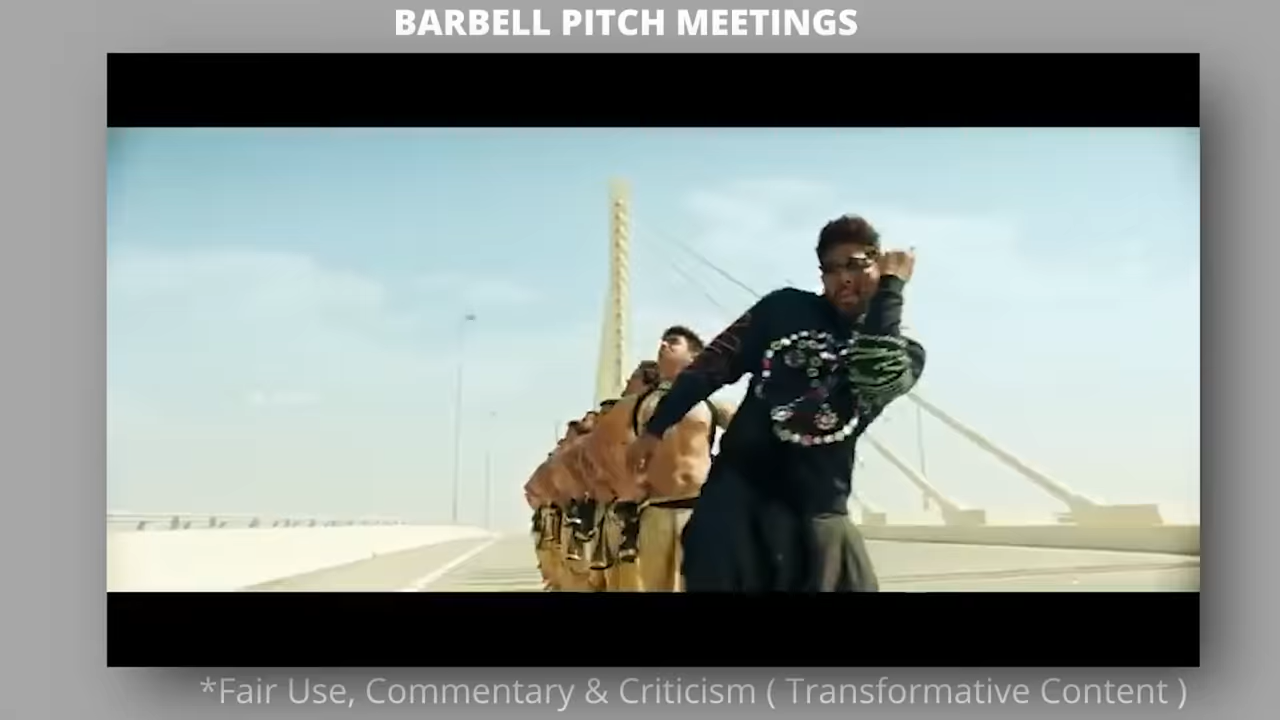 BARBELL PITCH MEETINGS
*Fair Use, Commentary & Criticism ( Transformative Content )